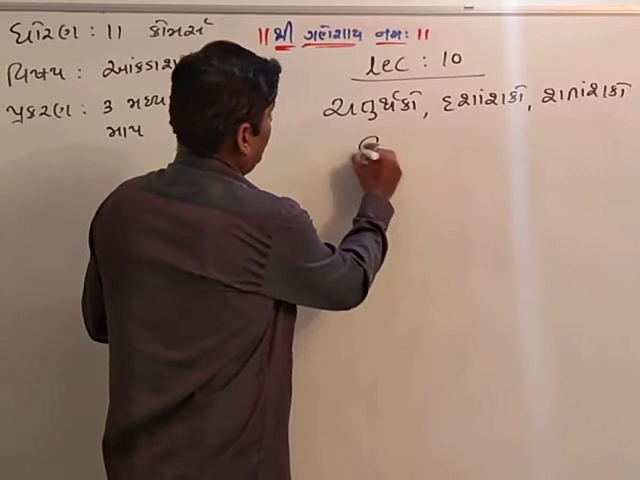 ધોરણ : 11 કોમર્સ
॥ શ્રી ગણેશાય નમઃ ॥
વિષય : આંકડાશ
Lec : 10
પ્રકરણ : 3 મધ્ય
માપ
ચતુર્થકો, દશાંશકો, શતાંશકો